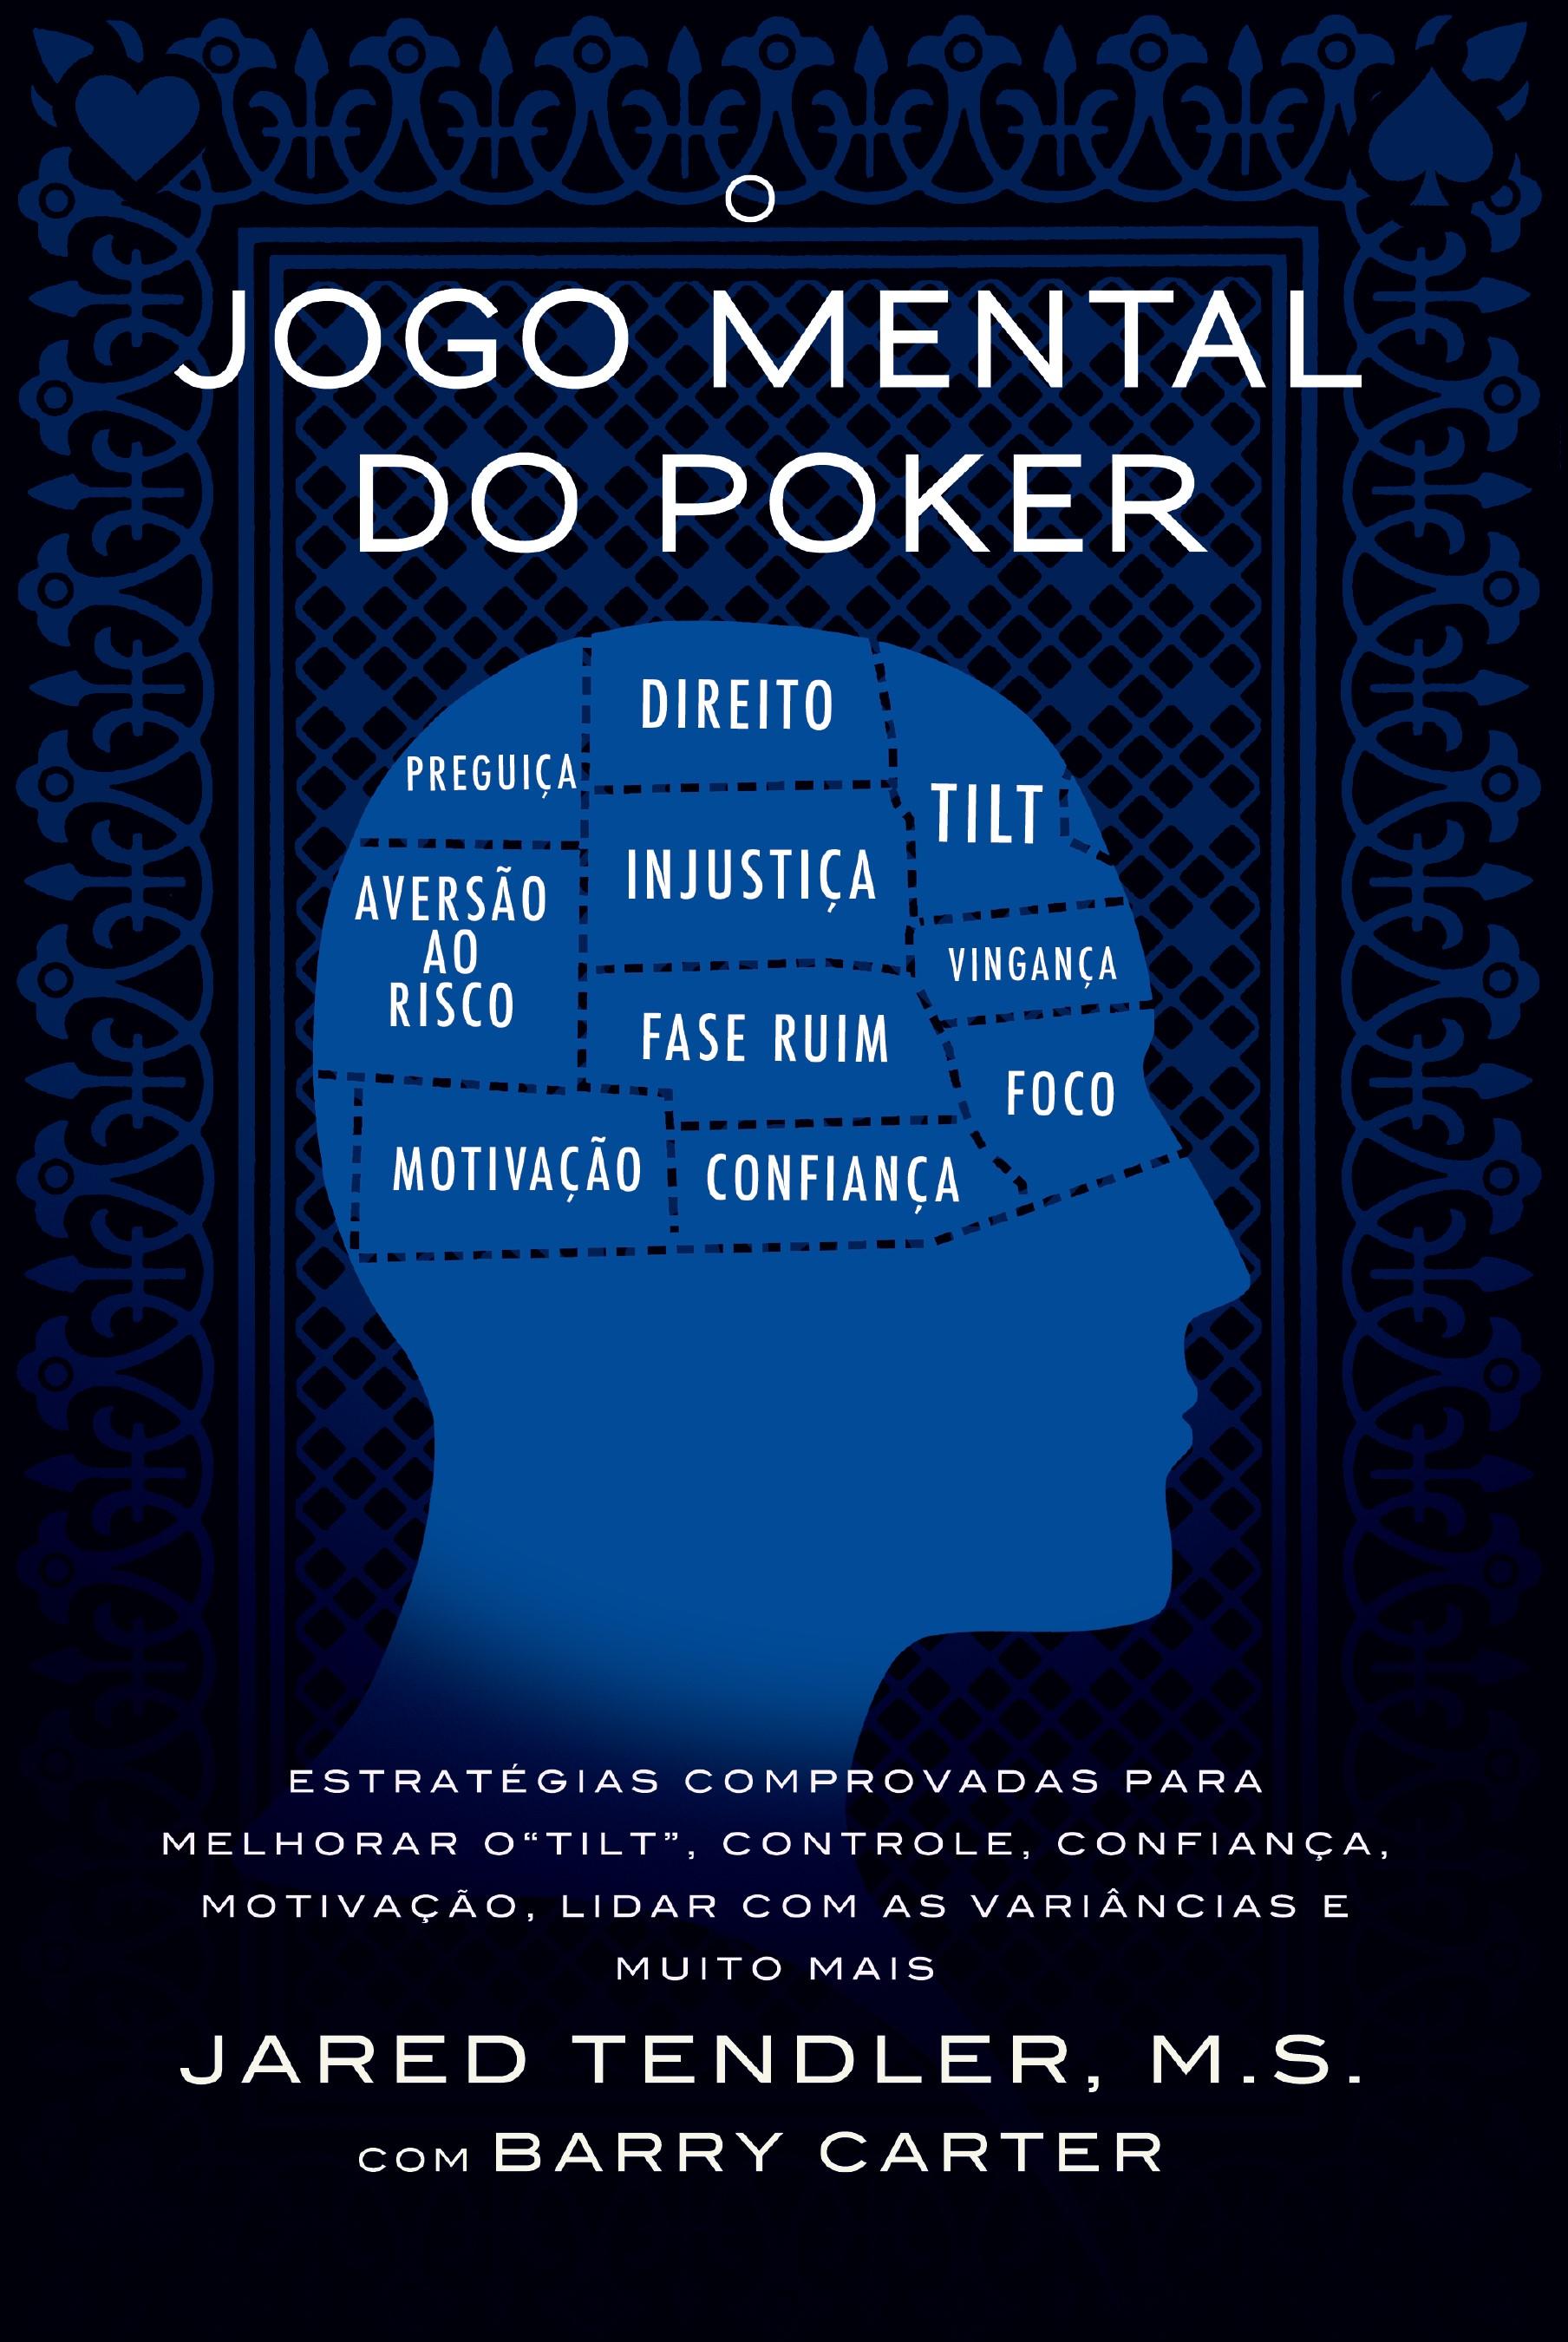 O
JOGO MENTAL
DO POKER
DIREITO
PREGUIÇA
TILT
INJUSTIÇA
AVERSÃO
AO
RISCO
VINGANÇA
FASE RUIM
FOCO
MOTIVAÇÃO
CONFIANÇA
ESTRATÉGIAS COMPROVADAS PARA
MELHORAR O“TILT”, CONTROLE, CONFIANÇA,
MOTIVAÇÃO, LIDAR COM AS VARIÂNCIAS E
MUITO MAIS
JARED TENDLER, M.S.
COM BARRY CARTER